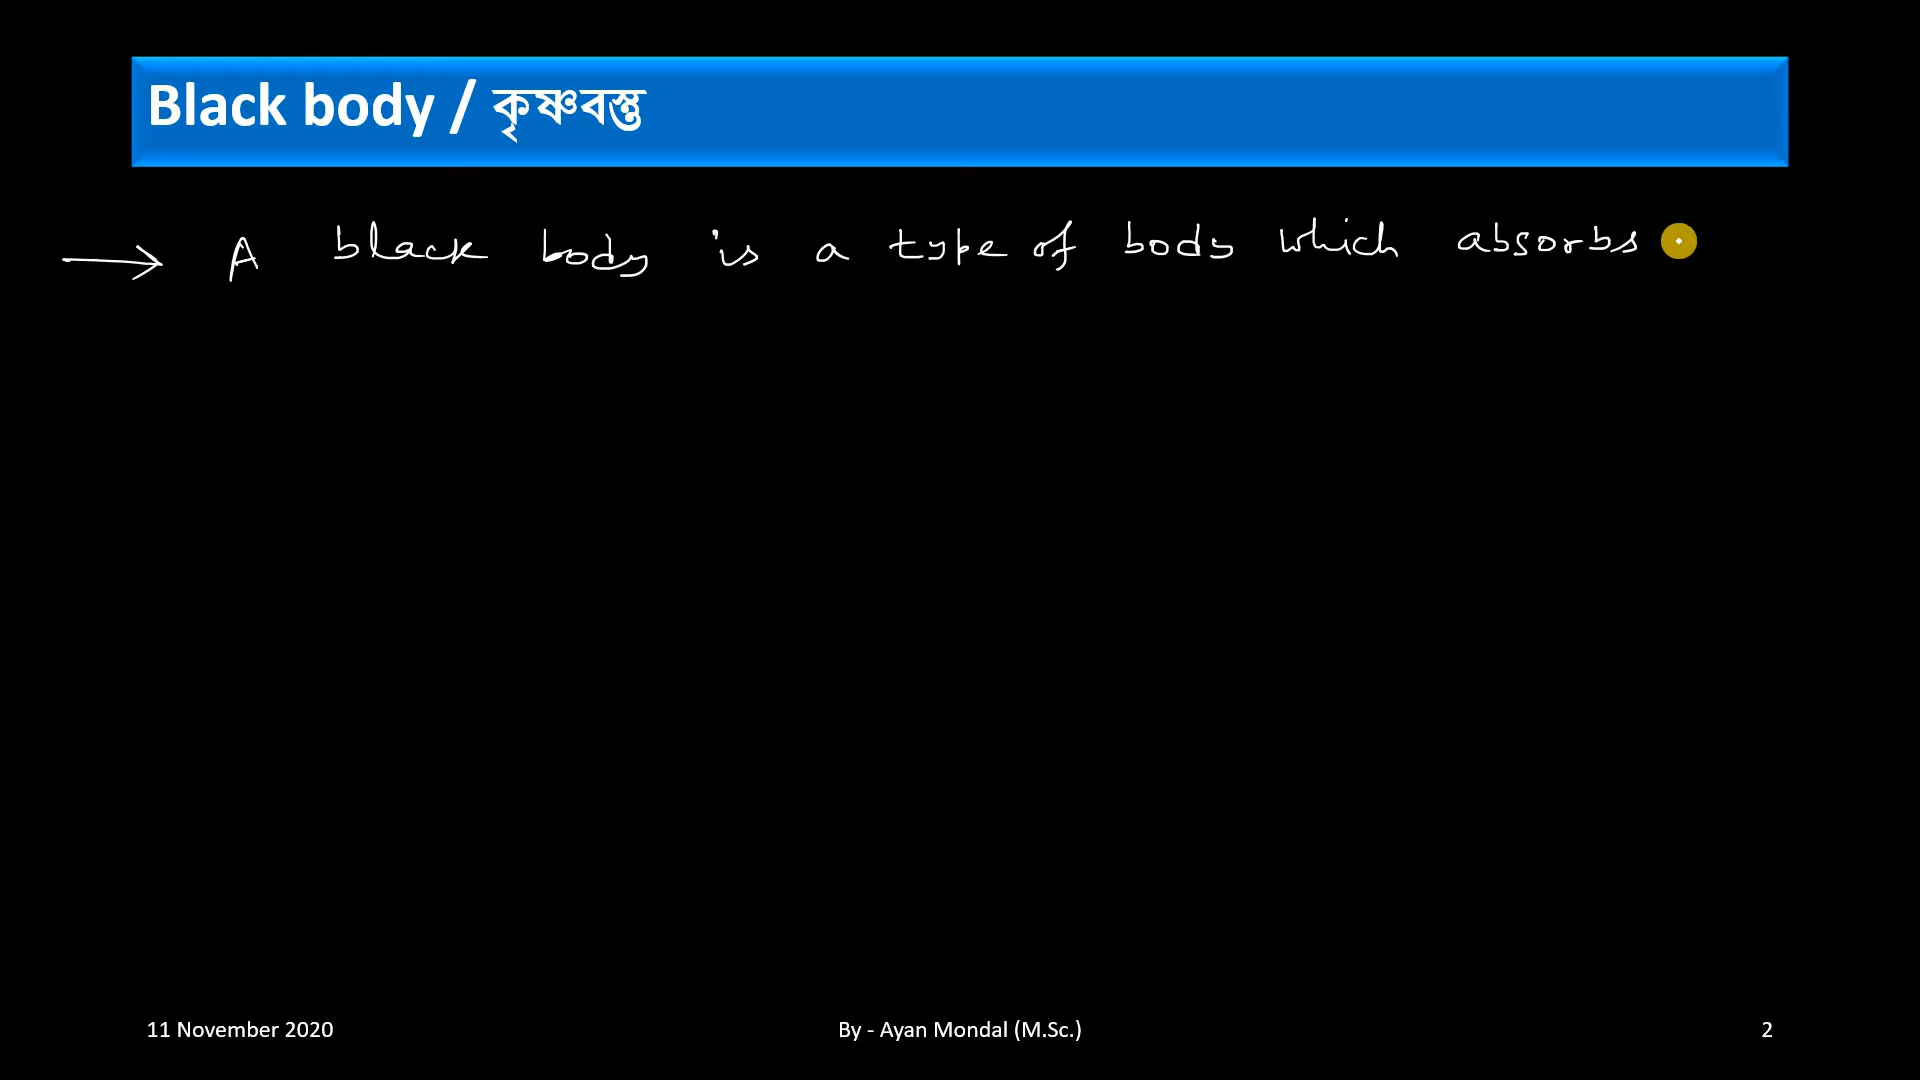 Black body / কৃষ্ণবস্তু
→ A black body is a type of body which absorbs
11 November 2020
By - Ayan Mondal (M.Sc.)
2